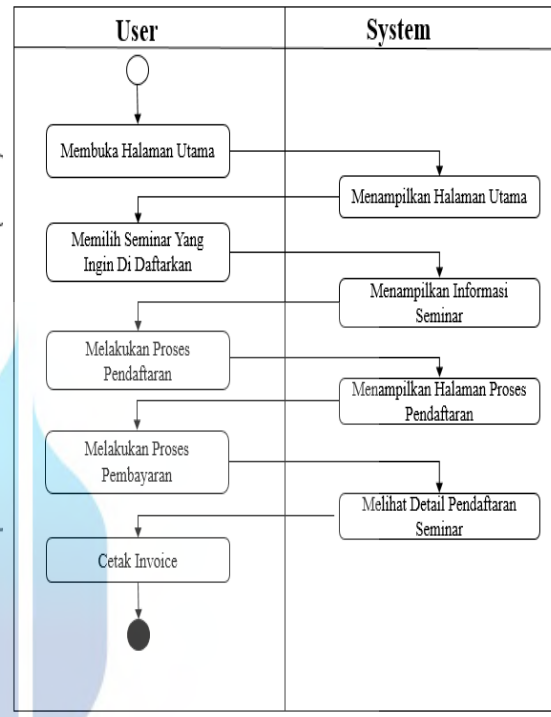 User
System
Membuka Halaman Utama
Menampilkan Halaman Utama
Memilih Seminar Yang
Ingin Di Daftarkan
Menampilkan Informasi
Seminar
Melakukan Proses
Pendaftaran
Menampilkan Halaman Proses
Pendaftaran
Melakukan Proses
Pembayaran
Melihat Detail Pendaftaran
Seminar
Cetak Invoice